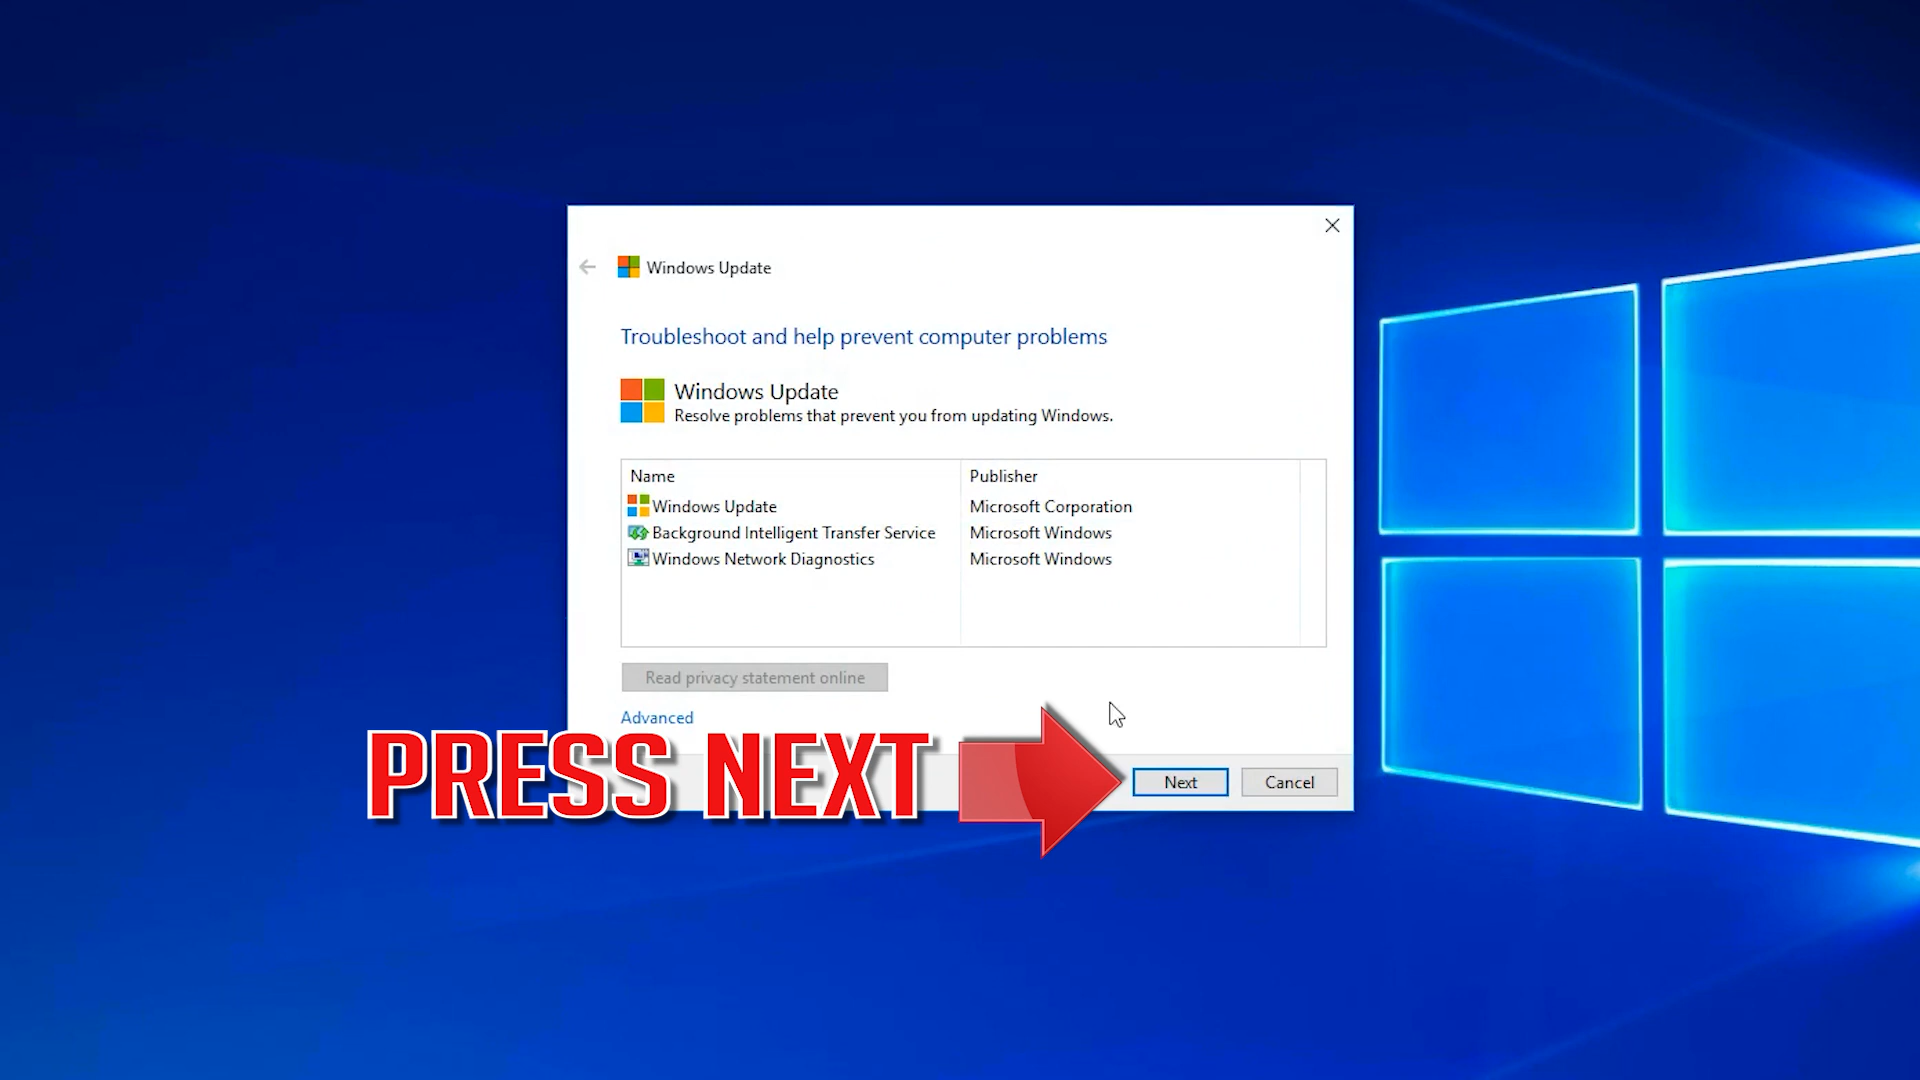 Windows Update
Troubleshoot and help prevent computer problems
Windows Update
Resolve problems that prevent you from updating Windows.
Name Publisher
Windows Update Microsoft Corporation
Background Intelligent Transfer Service Microsoft Windows
Windows Network Diagnostics Microsoft Windows
Read privacy statement online
Advanced
PRESS NEXT
Next Cancel